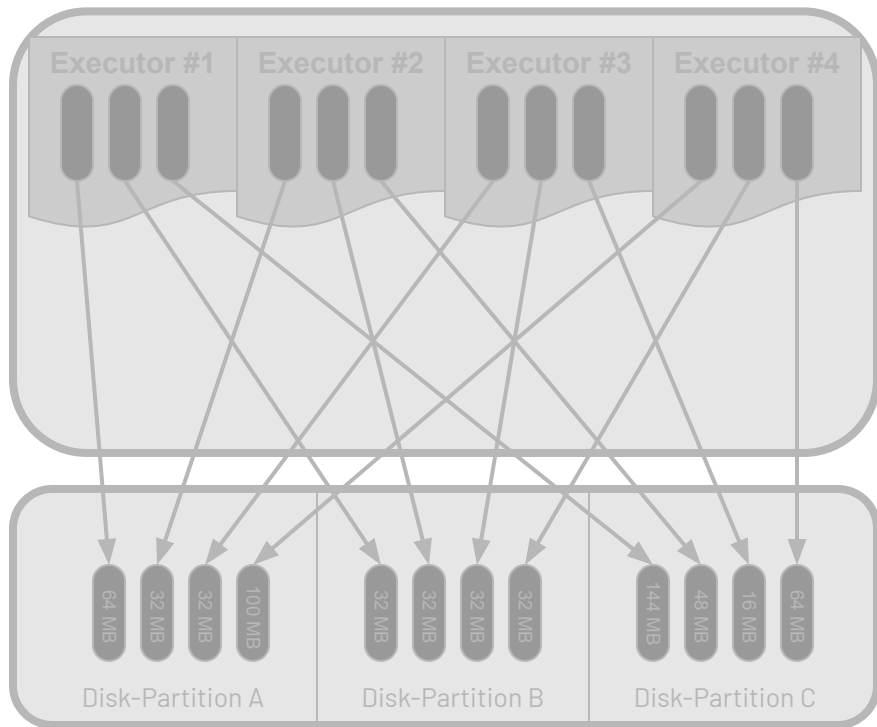 Executor #1
Executor #2
Executor #3
Executor #4
64 MB
32 MB
32 MB
100 MB
32 MB
32 MB
32 MB
32 MB
144 MB
48 MB
16 MB
64 MB
Disk-Partition A
Disk-Partition B
Disk-Partition C